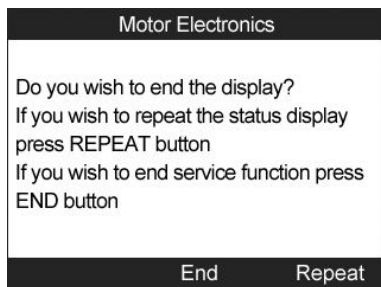 Motor Electronics
Do you wish to end the display?
If you wish to repeat the status display
press REPEAT button
If you wish to end service function press
END button
End Repeat